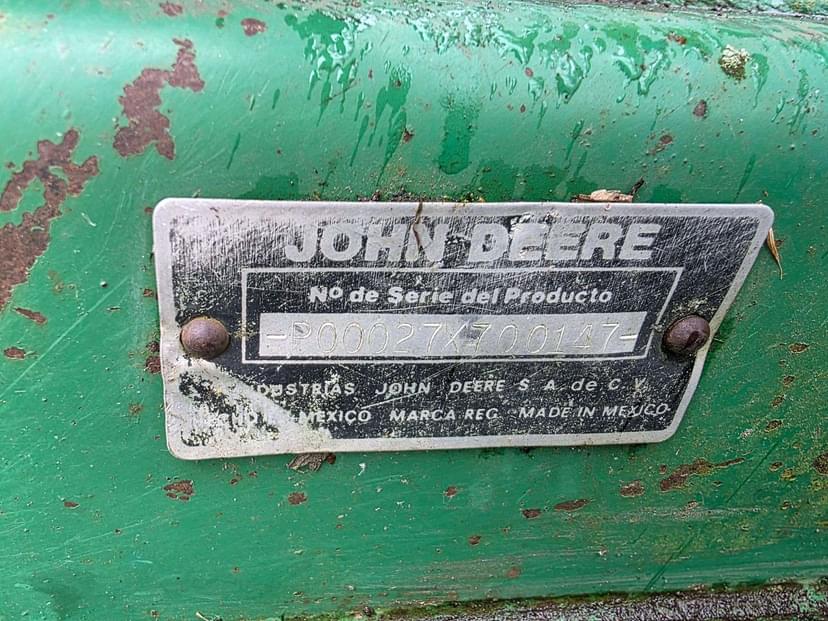 JOHN DEERE
Nº de Serie del Producto
-P00027X700147-
INDUSTRIAS JOHN DEERE S.A. de C.V.
MEXICO MARCA REG. MADE IN MEXICO